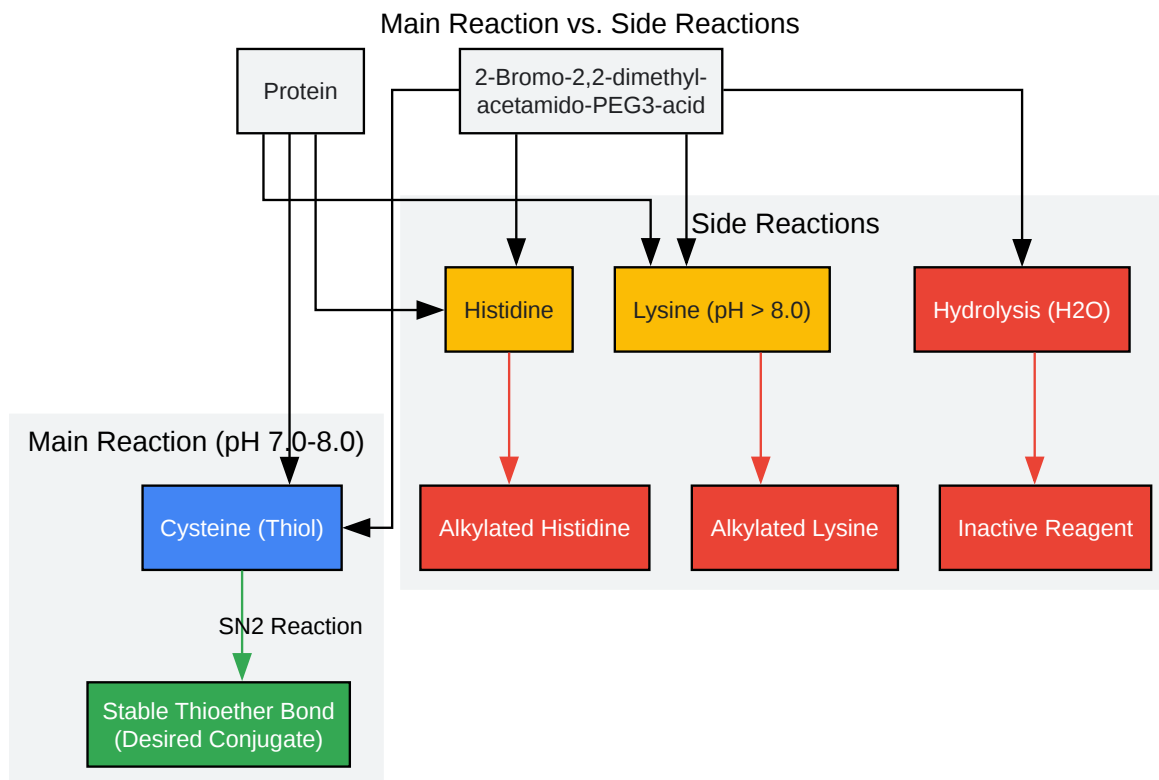 Main Reaction vs. Side Reactions
Protein
2-Bromo-2,2-dimethyl-
acetamido-PEG3-acid
Side Reactions
Histidine
Lysine (pH > 8.0)
Hydrolysis (H2O)
Main Reaction (pH 7.0-8.0)
Cysteine (Thiol)
Alkylated Histidine
Alkylated Lysine
Inactive Reagent
SN2 Reaction
Stable Thioether Bond
(Desired Conjugate)